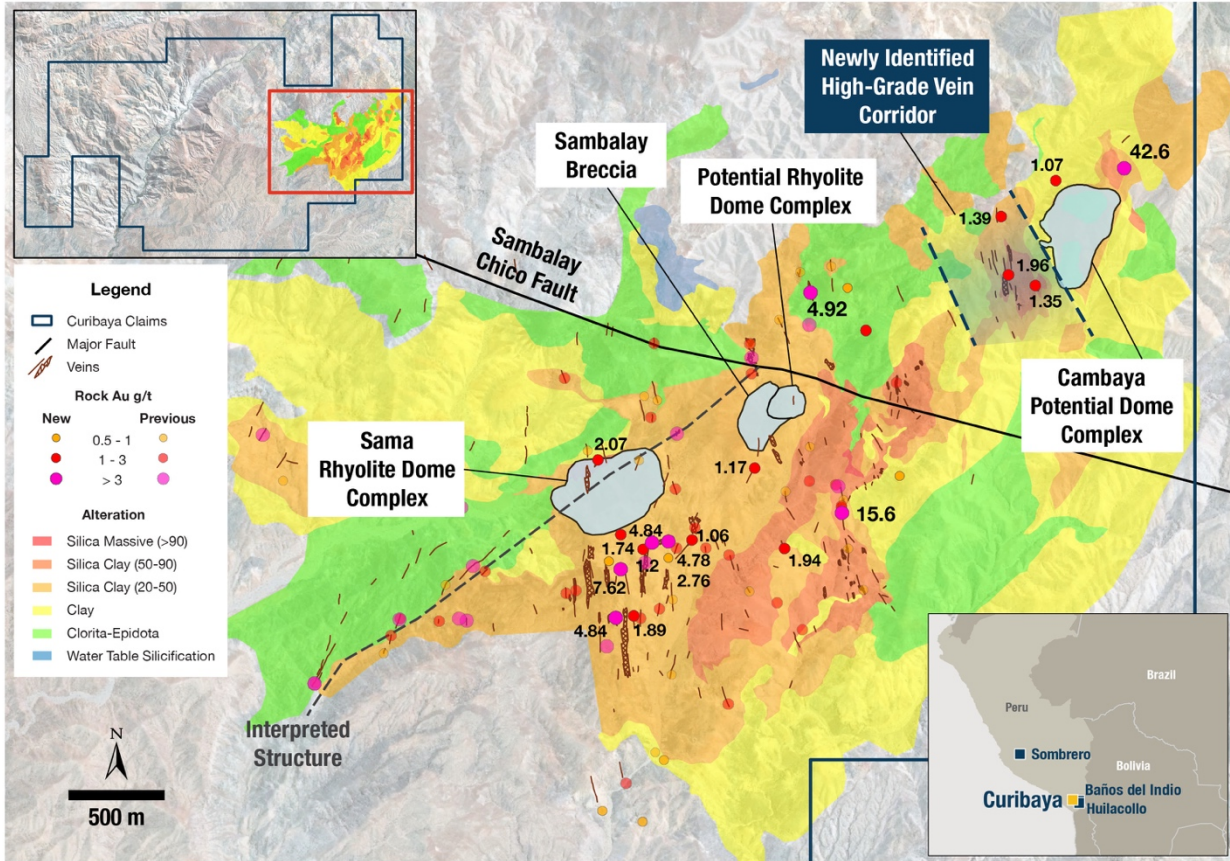 Newly Identified
High-Grade Vein
Corridor
Sambalay
Breccia
Potential Rhyolite
Dome Complex
Sambalay
Chico Fault
Sama
Rhyolite Dome
Complex
Cambaya
Potential Dome
Complex
Interpreted
Structure
42.6
1.07
1.39
1.96
1.35
4.92
2.07
1.17
15.6
1.94
4.84
1.06
1.74
1.2
4.78
2.76
7.62
4.84
1.89
Legend
Curibaya Claims
Major Fault
Veins
Rock Au g/t
New Previous
0.5 - 1
1 - 3
> 3
Alteration
Silica Massive (>90)
Silica Clay (50-90)
Silica Clay (20-50)
Clay
Clorita-Epidota
Water Table Silicification
N
500 m
Brazil
Peru
Sombrero
Bolivia
Curibaya
Baños del Indio
Huilacollo